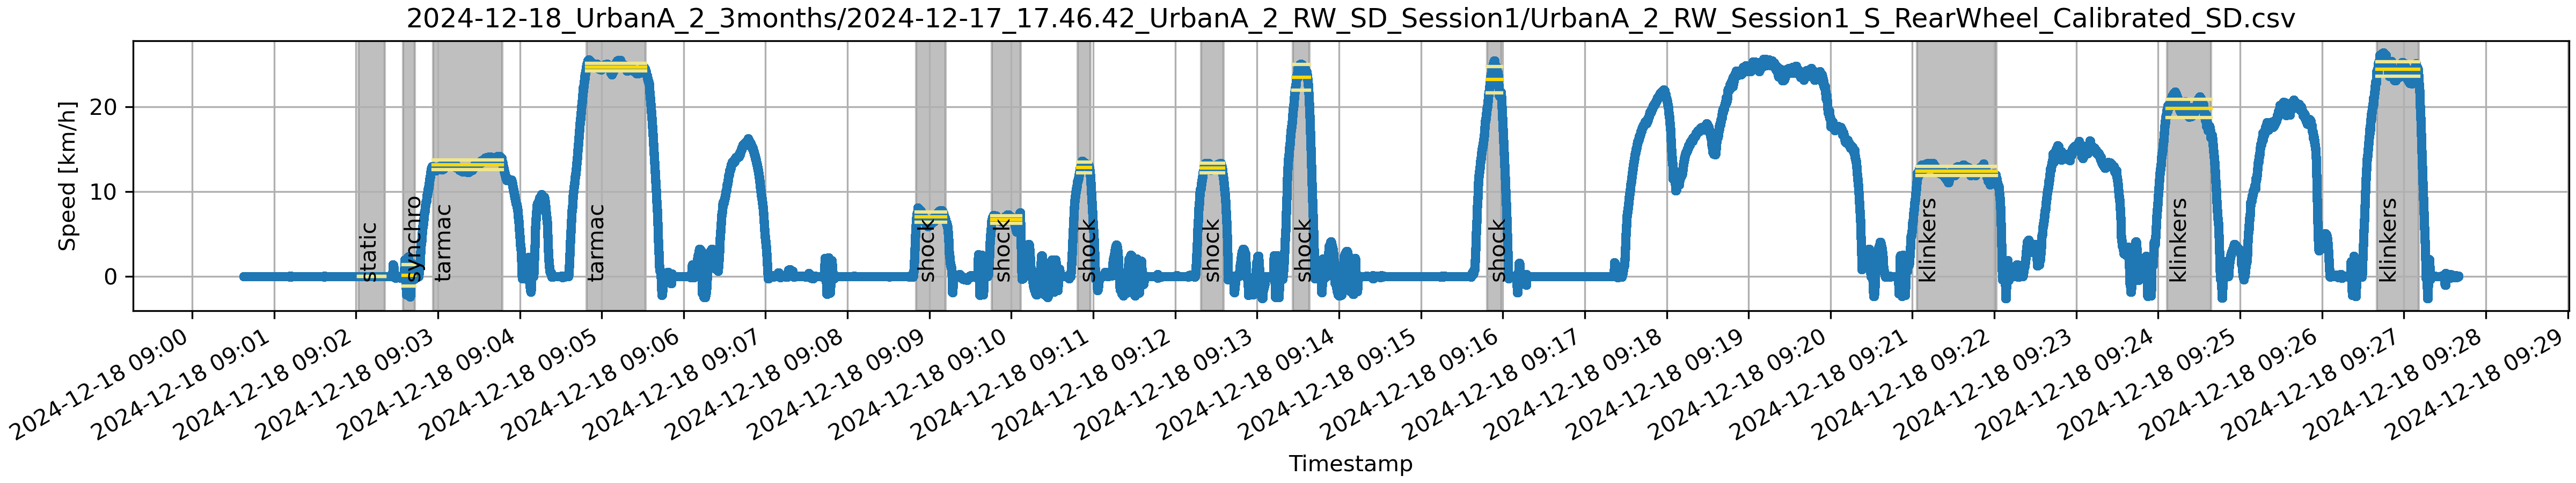 2024-12-18_UrbanA_2_3months/2024-12-17_17.46.42_UrbanA_2_RW_SD_Session1/UrbanA_2_RW_Session1_S_RearWheel_Calibrated_SD.csv
Speed [km/h]
20
10
0
static
synchro
tarmac
tarmac
shock
shock
shock
shock
shock
shock
klinkers
klinkers
klinkers
2024-12-18 09:00
2024-12-18 09:01
2024-12-18 09:02
2024-12-18 09:03
2024-12-18 09:04
2024-12-18 09:05
2024-12-18 09:06
2024-12-18 09:07
2024-12-18 09:08
2024-12-18 09:09
2024-12-18 09:10
2024-12-18 09:11
2024-12-18 09:12
2024-12-18 09:13
2024-12-18 09:14
2024-12-18 09:15
2024-12-18 09:16
2024-12-18 09:17
2024-12-18 09:18
2024-12-18 09:19
2024-12-18 09:20
2024-12-18 09:21
2024-12-18 09:22
2024-12-18 09:23
2024-12-18 09:24
2024-12-18 09:25
2024-12-18 09:26
2024-12-18 09:27
2024-12-18 09:28
2024-12-18 09:29
Timestamp